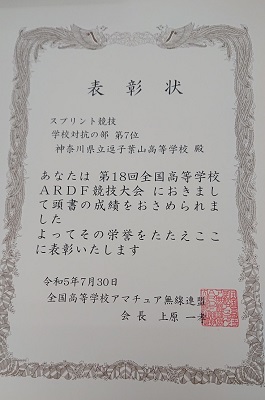 表彰状
スプリント競技
学校対抗の部 第7位
神奈川県立逗子葉山高等学校 殿
あなたは 第18回全国高等学校
ARDF競技大会 におきまし
て頭書の成績をおさめられま
した
よってその栄誉をたたえここ
に表彰いたします
令和5年7月30日
全国高等学校アマチュア無線連盟
会長 上原 一孝